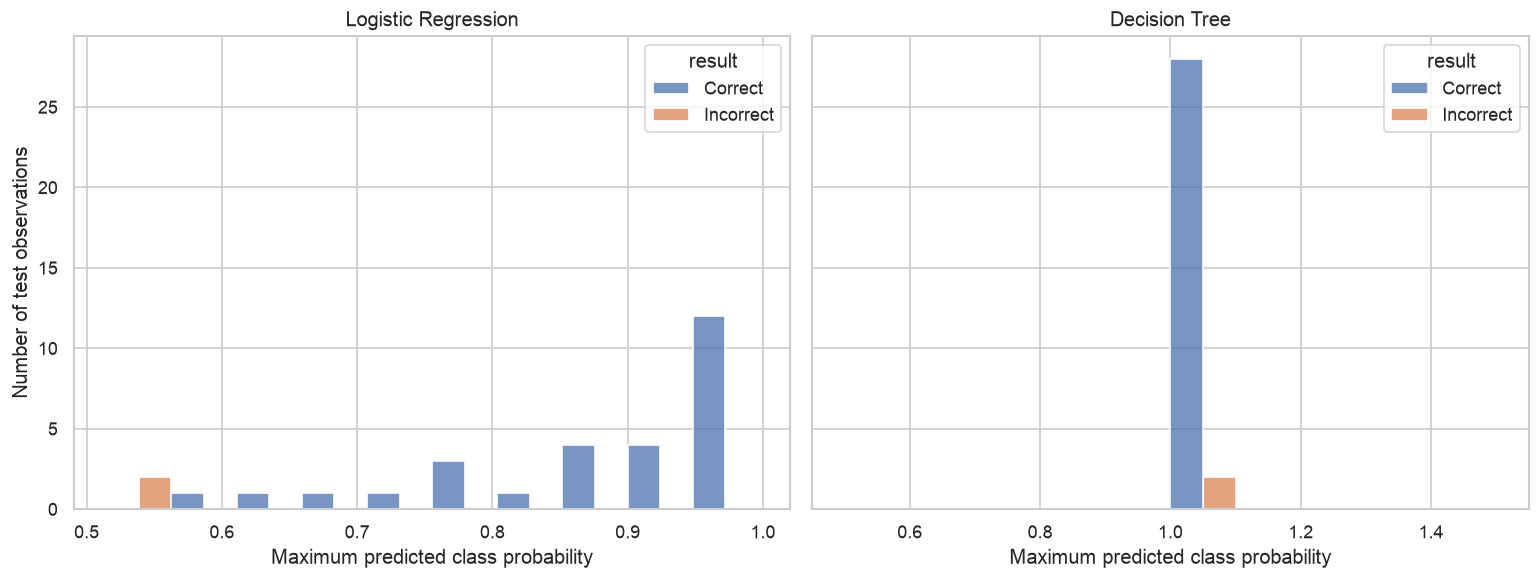 Logistic Regression
result
Correct
Incorrect
Number of test observations
25
20
15
10
5
0
0.5 0.6 0.7 0.8 0.9 1.0
Maximum predicted class probability
Decision Tree
result
Correct
Incorrect
0.6 0.8 1.0 1.2 1.4
Maximum predicted class probability